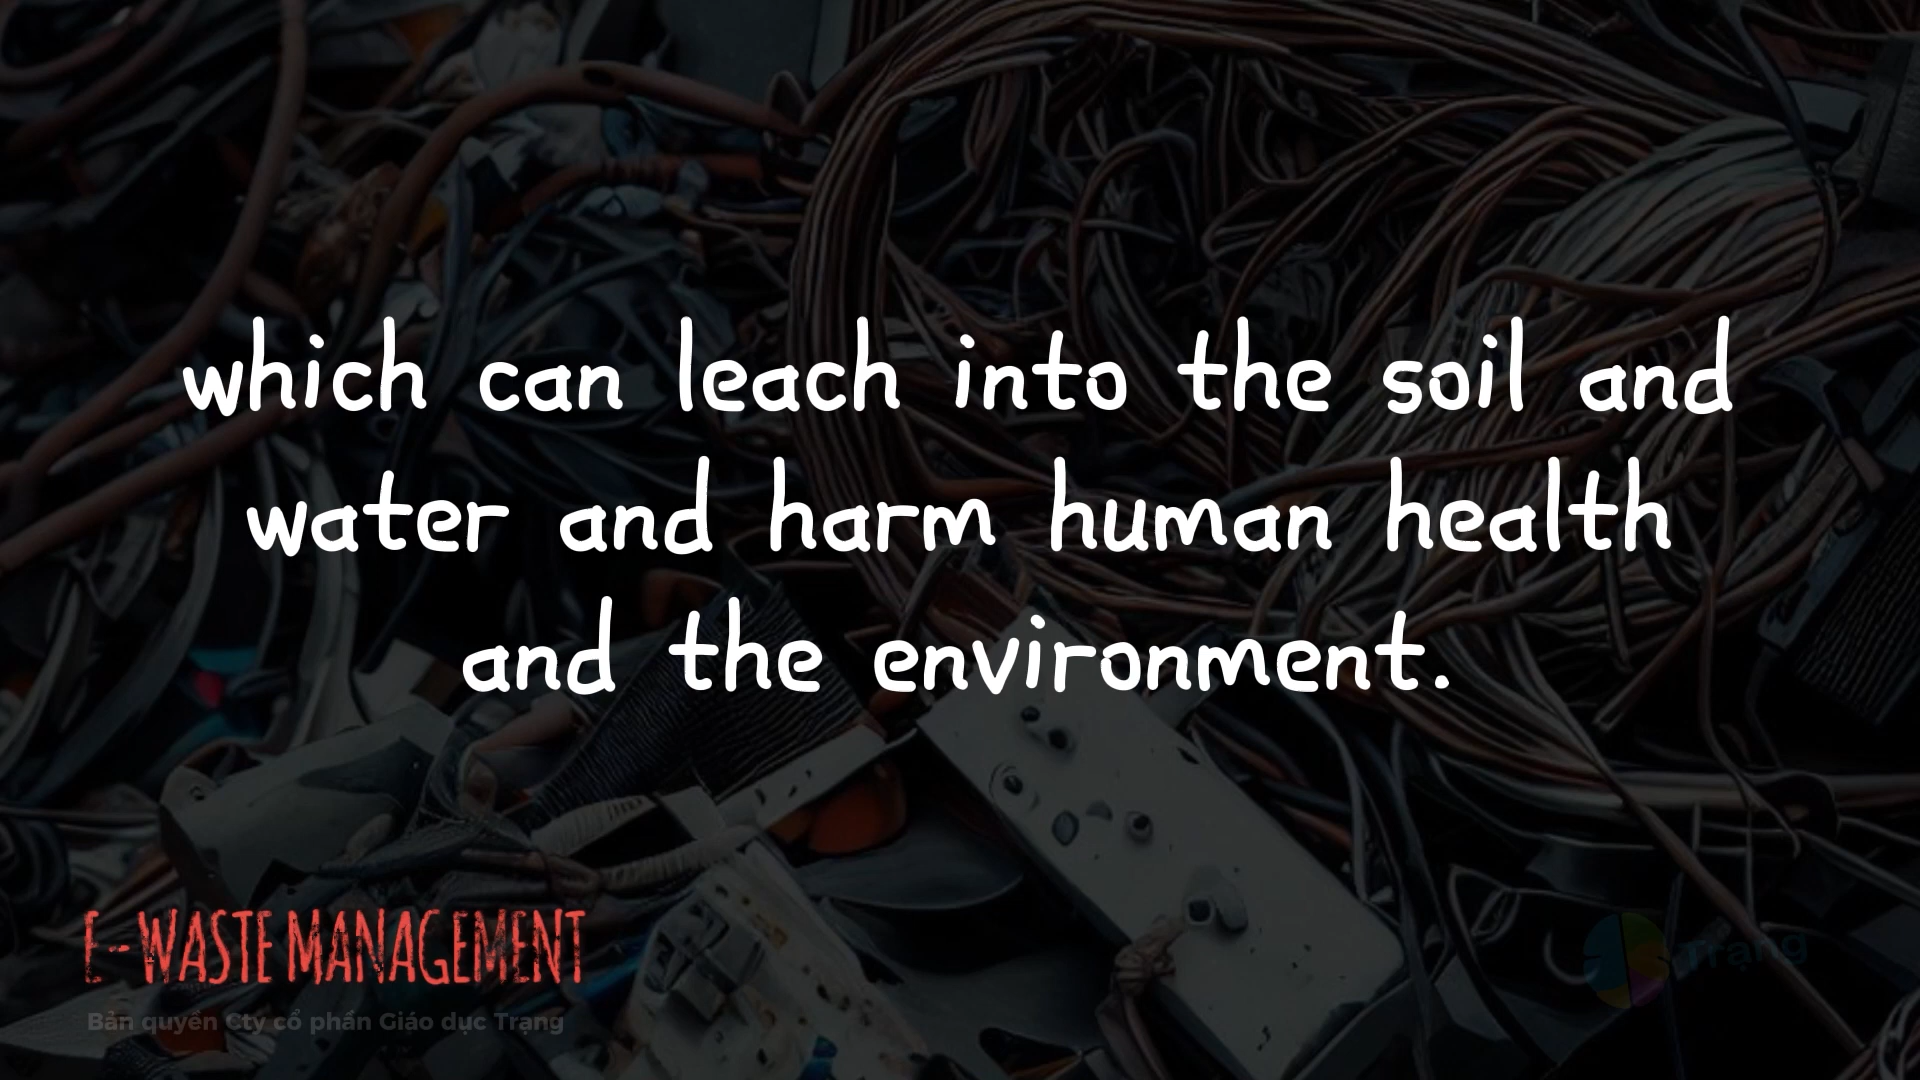 which can leach into the soil and
water and harm human health
and the environment.
E-WASTE MANAGEMENT
Bản quyền Cty cổ phần Giáo dục Trạng
Trạng